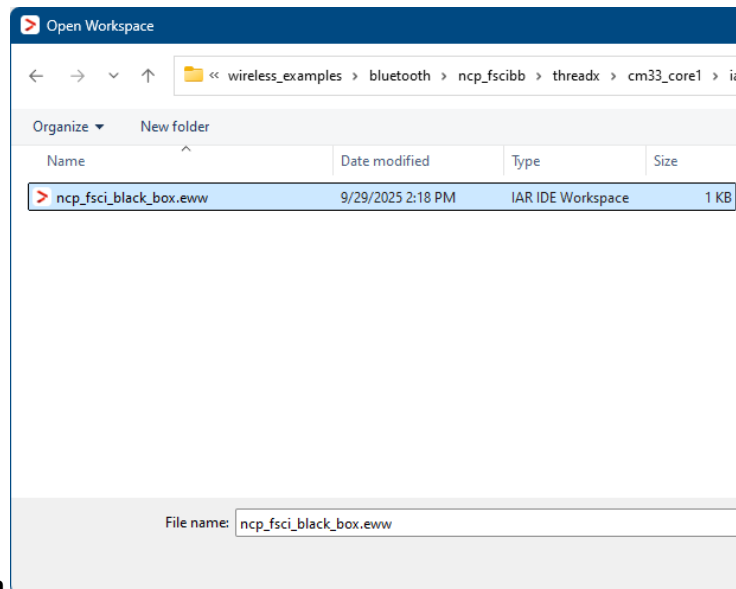 Open Workspace
« wireless_examples > bluetooth > ncp_fscibb > threadx > cm33_core1 >
Organize New folder
Name Date modified Type Size
ncp_fsci_black_box.eww 9/29/2025 2:18 PM IAR IDE Workspace 1 KB
File name: ncp_fsci_black_box.eww